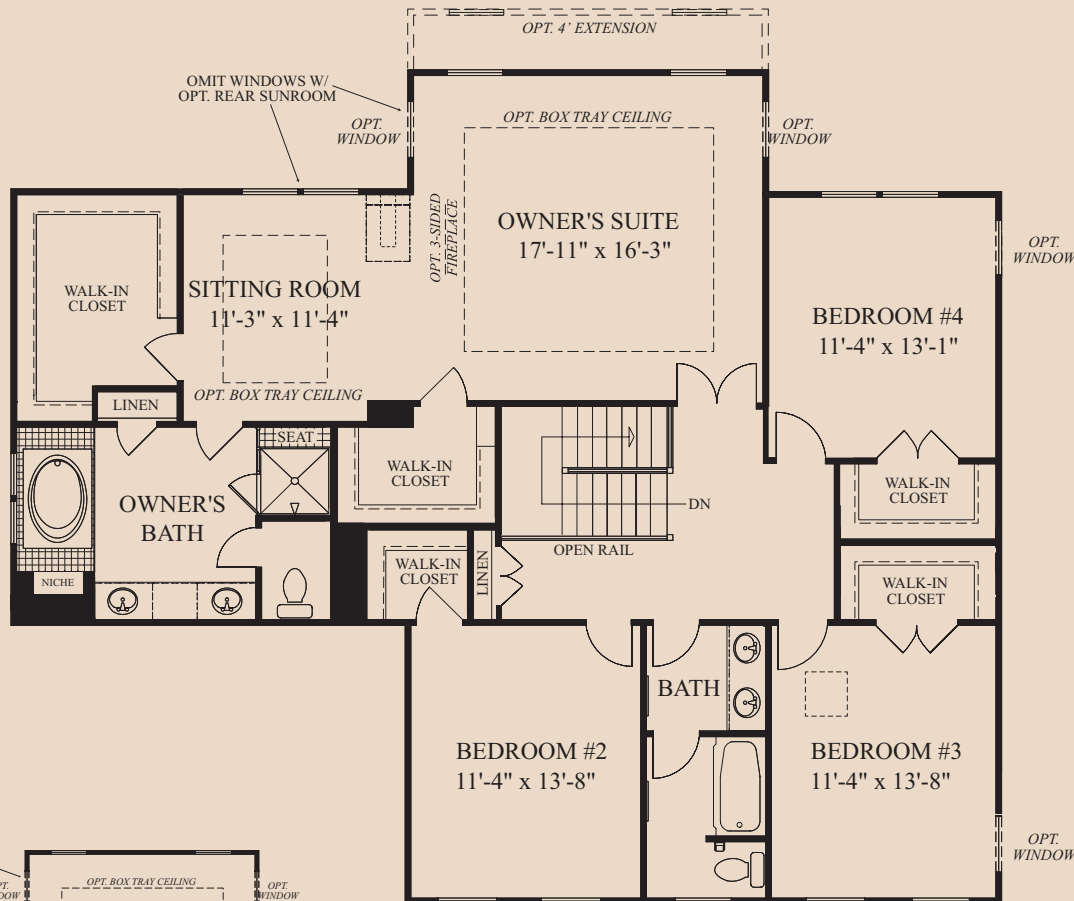 OPT. 4' EXTENSION
OMIT WINDOWS W/
OPT. REAR SUNROOM
OPT.
WINDOW
OPT. BOX TRAY CEILING
OPT.
WINDOW
OWNER'S SUITE
17'-11" x 16'-3"
OPT. 3-SIDED
FIREPLACE
OPT.
WINDOW
WALK-IN
CLOSET
SITTING ROOM
11'-3" x 11'-4"
OPT. BOX TRAY CEILING
BEDROOM #4
11'-4" x 13'-1"
LINEN
SEAT
WALK-IN
CLOSET
WALK-IN
CLOSET
OWNER'S
BATH
DN
OPEN RAIL
NICHE
WALK-IN
CLOSET
LINEN
WALK-IN
CLOSET
BATH
BEDROOM #2
11'-4" x 13'-8"
BEDROOM #3
11'-4" x 13'-8"
OPT.
WINDOW
OPT. BOX TRAY CEILING
OPT.
WINDOW